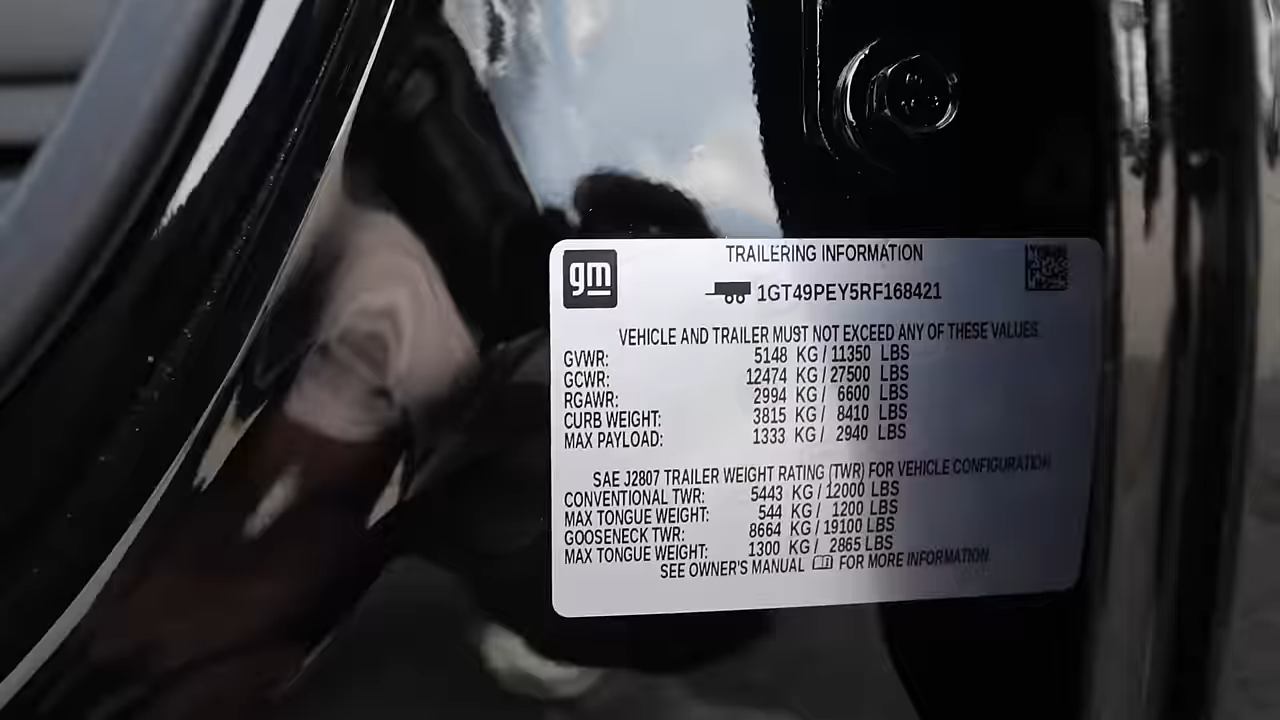 gm
TRAILERING INFORMATION
1GT49PEY5RF168421
VEHICLE AND TRAILER MUST NOT EXCEED ANY OF THESE VALUES.
GVWR: 5148 KG / 11350 LBS
GCWR: 12474 KG / 27500 LBS
RGAWR: 2994 KG / 6600 LBS
CURB WEIGHT: 3815 KG / 8410 LBS
MAX PAYLOAD: 1333 KG / 2940 LBS
SAE J2807 TRAILER WEIGHT RATING (TWR) FOR VEHICLE CONFIGURATION
CONVENTIONAL TWR: 5443 KG / 12000 LBS
MAX TONGUE WEIGHT: 544 KG / 1200 LBS
GOOSENECK TWR: 8664 KG / 19100 LBS
MAX TONGUE WEIGHT: 1300 KG / 2865 LBS
SEE OWNER'S MANUAL FOR MORE INFORMATION